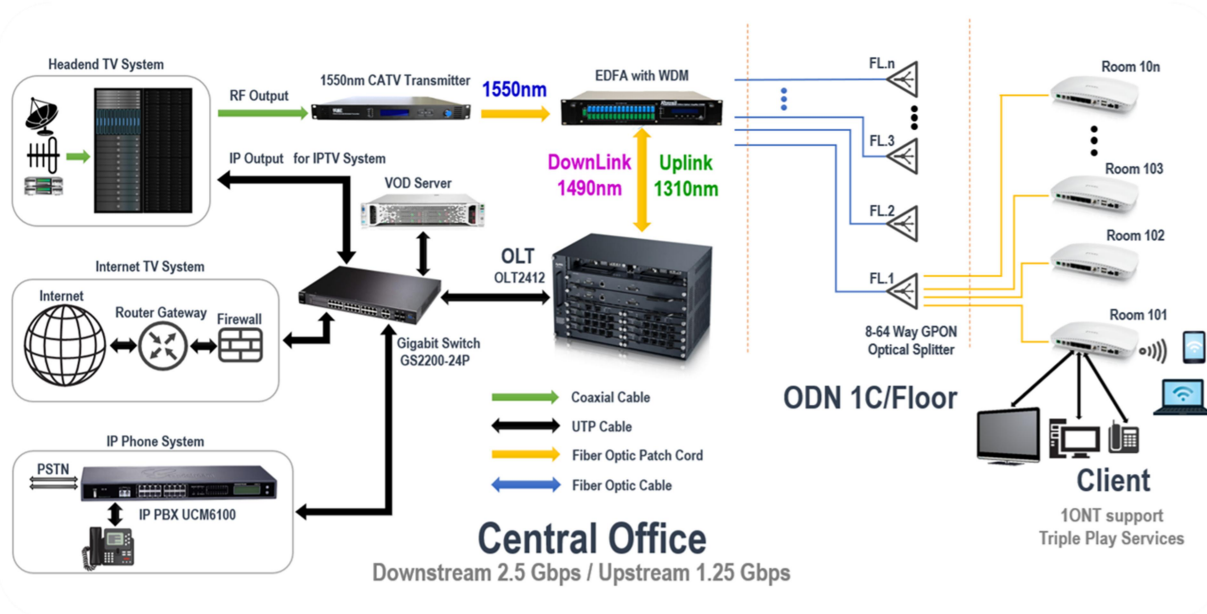 Headend TV System
RF Output
1550nm CATV Transmitter
1550nm
EDFA with WDM
IP Output for IPTV System
VOD Server
DownLink
1490nm
Uplink
1310nm
OLT
OLT2412
Internet TV System
Internet
Router Gateway
Firewall
Gigabit Switch
GS2200-24P
IP Phone System
PSTN
IP PBX UCM6100
Coaxial Cable
UTP Cable
Fiber Optic Patch Cord
Fiber Optic Cable
Central Office
Downstream 2.5 Gbps / Upstream 1.25 Gbps
FL.n
FL.3
FL.2
FL.1
8-64 Way GPON
Optical Splitter
ODN 1C/Floor
Room 10n
Room 103
Room 102
Room 101
Client
1ONT support
Triple Play Services